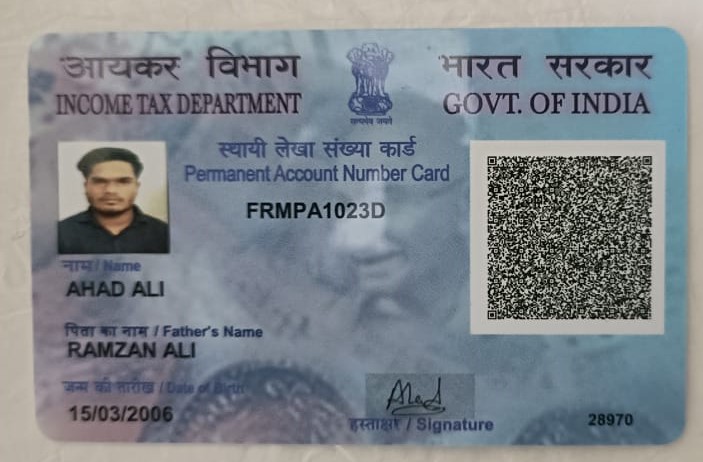 आयकर विभाग
INCOME TAX DEPARTMENT
सत्यमेव जयते
भारत सरकार
GOVT. OF INDIA
स्थायी लेखा संख्या कार्ड
Permanent Account Number Card
FRMPA1023D
नाम / Name
AHAD ALI
पिता का नाम / Father's Name
RAMZAN ALI
जन्म की तारीख / Date of Birth
15/03/2006
हस्ताक्षर / Signature
28970